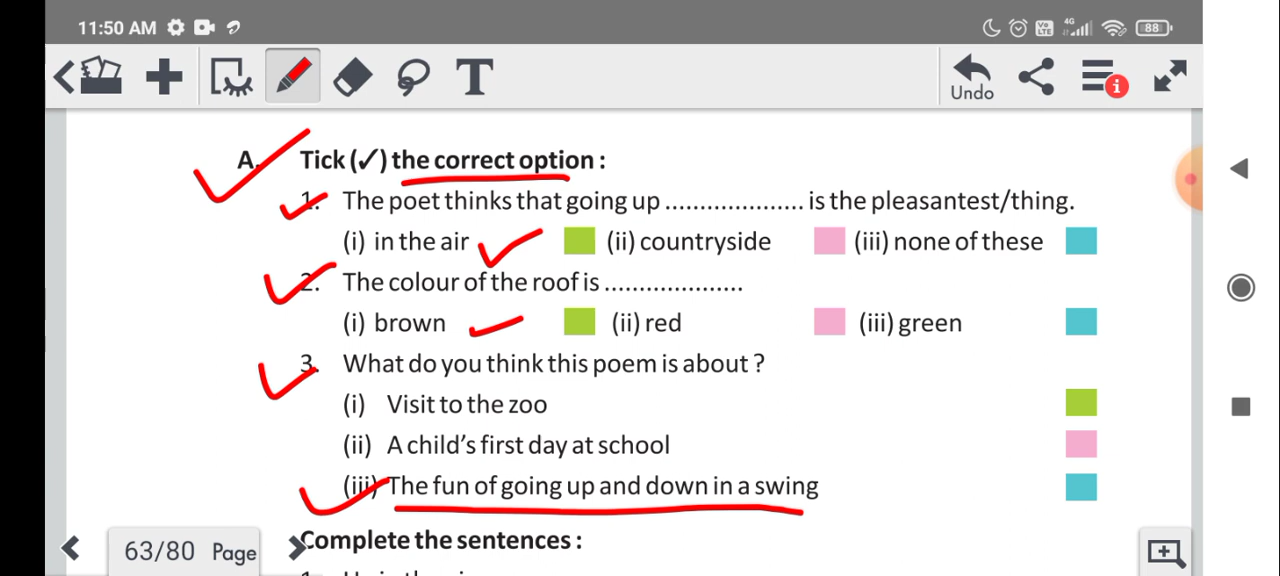 11:50 AM
4G
88
T
Undo
A. Tick (✓) the correct option :
1. The poet thinks that going up .................... is the pleasantest/thing.
(i) in the air (ii) countryside (iii) none of these
2. The colour of the roof is ....................
(i) brown (ii) red (iii) green
3. What do you think this poem is about ?
(i) Visit to the zoo
(ii) A child's first day at school
(iii) The fun of going up and down in a swing
Complete the sentences :
63/80 Page